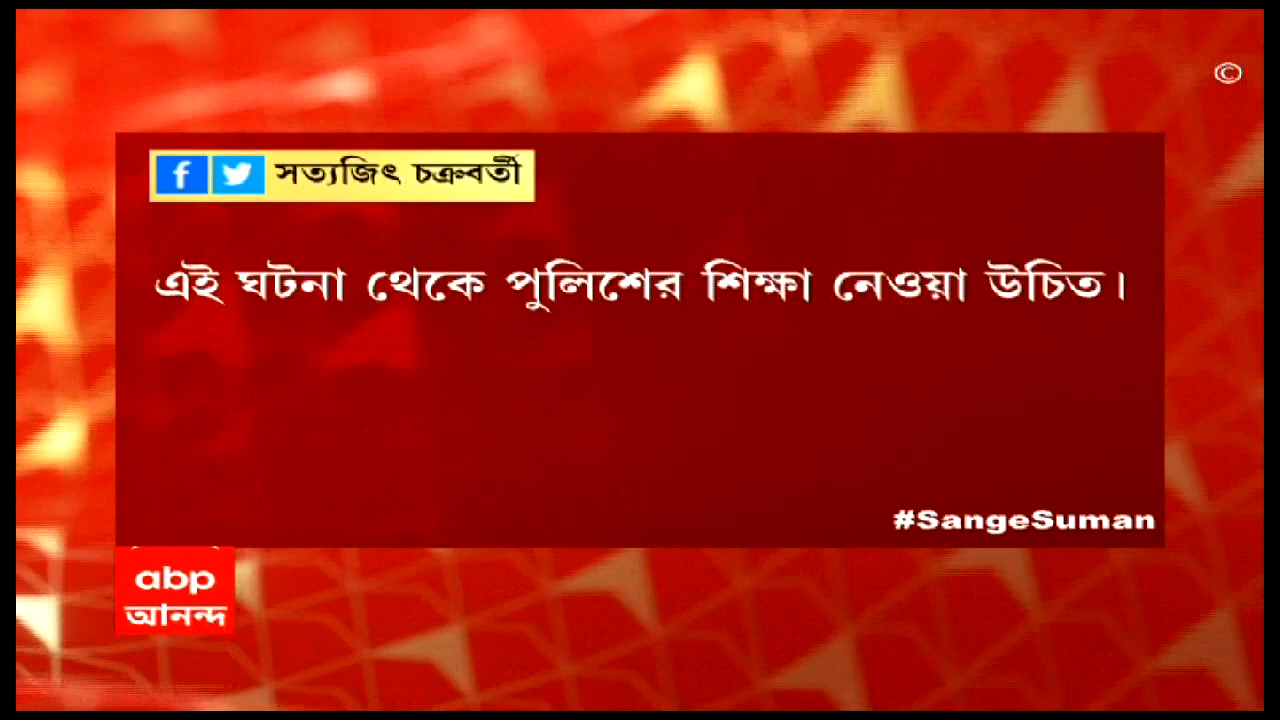 ©
সত্যজিৎ চক্রবর্তী
এই ঘটনা থেকে পুলিশের শিক্ষা নেওয়া উচিত।
#SangeSuman
abp
আনন্দ